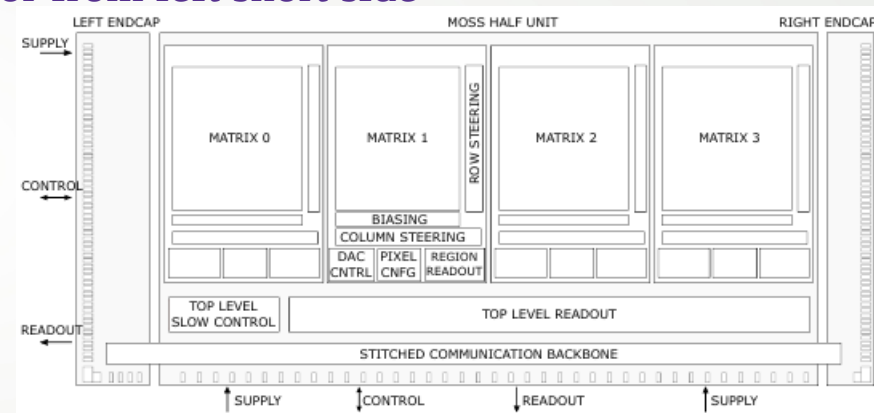 LEFT ENDCAP
MOSS HALF UNIT
RIGHT ENDCAP
SUPPLY
MATRIX 0
MATRIX 1
ROW STEERING
MATRIX 2
MATRIX 3
CONTROL
BIASING
COLUMN STEERING
DAC
CNTRL
PIXEL
CNFG
REGION
READOUT
TOP LEVEL
SLOW CONTROL
TOP LEVEL READOUT
READOUT
STITCHED COMMUNICATION BACKBONE
SUPPLY
CONTROL
READOUT
SUPPLY